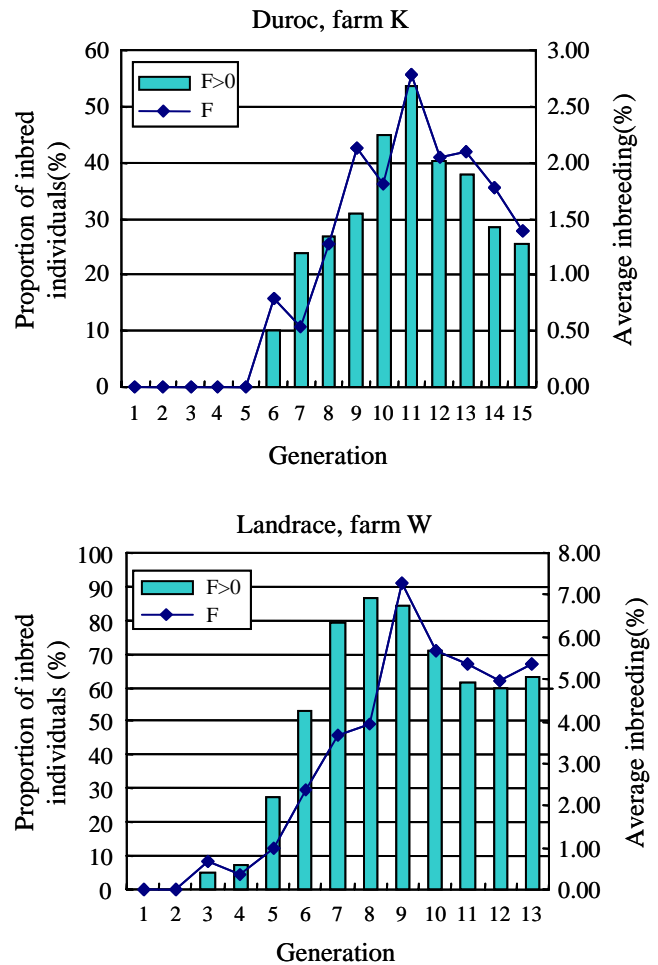 Duroc, farm K
Proportion of inbred
individuals(%)
60
50
40
30
20
10
0
F>0
F
3.00
2.50
2.00
1.50
1.00
0.50
0.00
Average inbreeding(%)
1 2 3 4 5 6 7 8 9 10 11 12 13 14 15
Generation
Landrace, farm W
Proportion of inbred
individuals (%)
100
90
80
70
60
50
40
30
20
10
0
F>0
F
8.00
7.00
6.00
5.00
4.00
3.00
2.00
1.00
0.00
Average inbreeding(%)
1 2 3 4 5 6 7 8 9 10 11 12 13
Generation